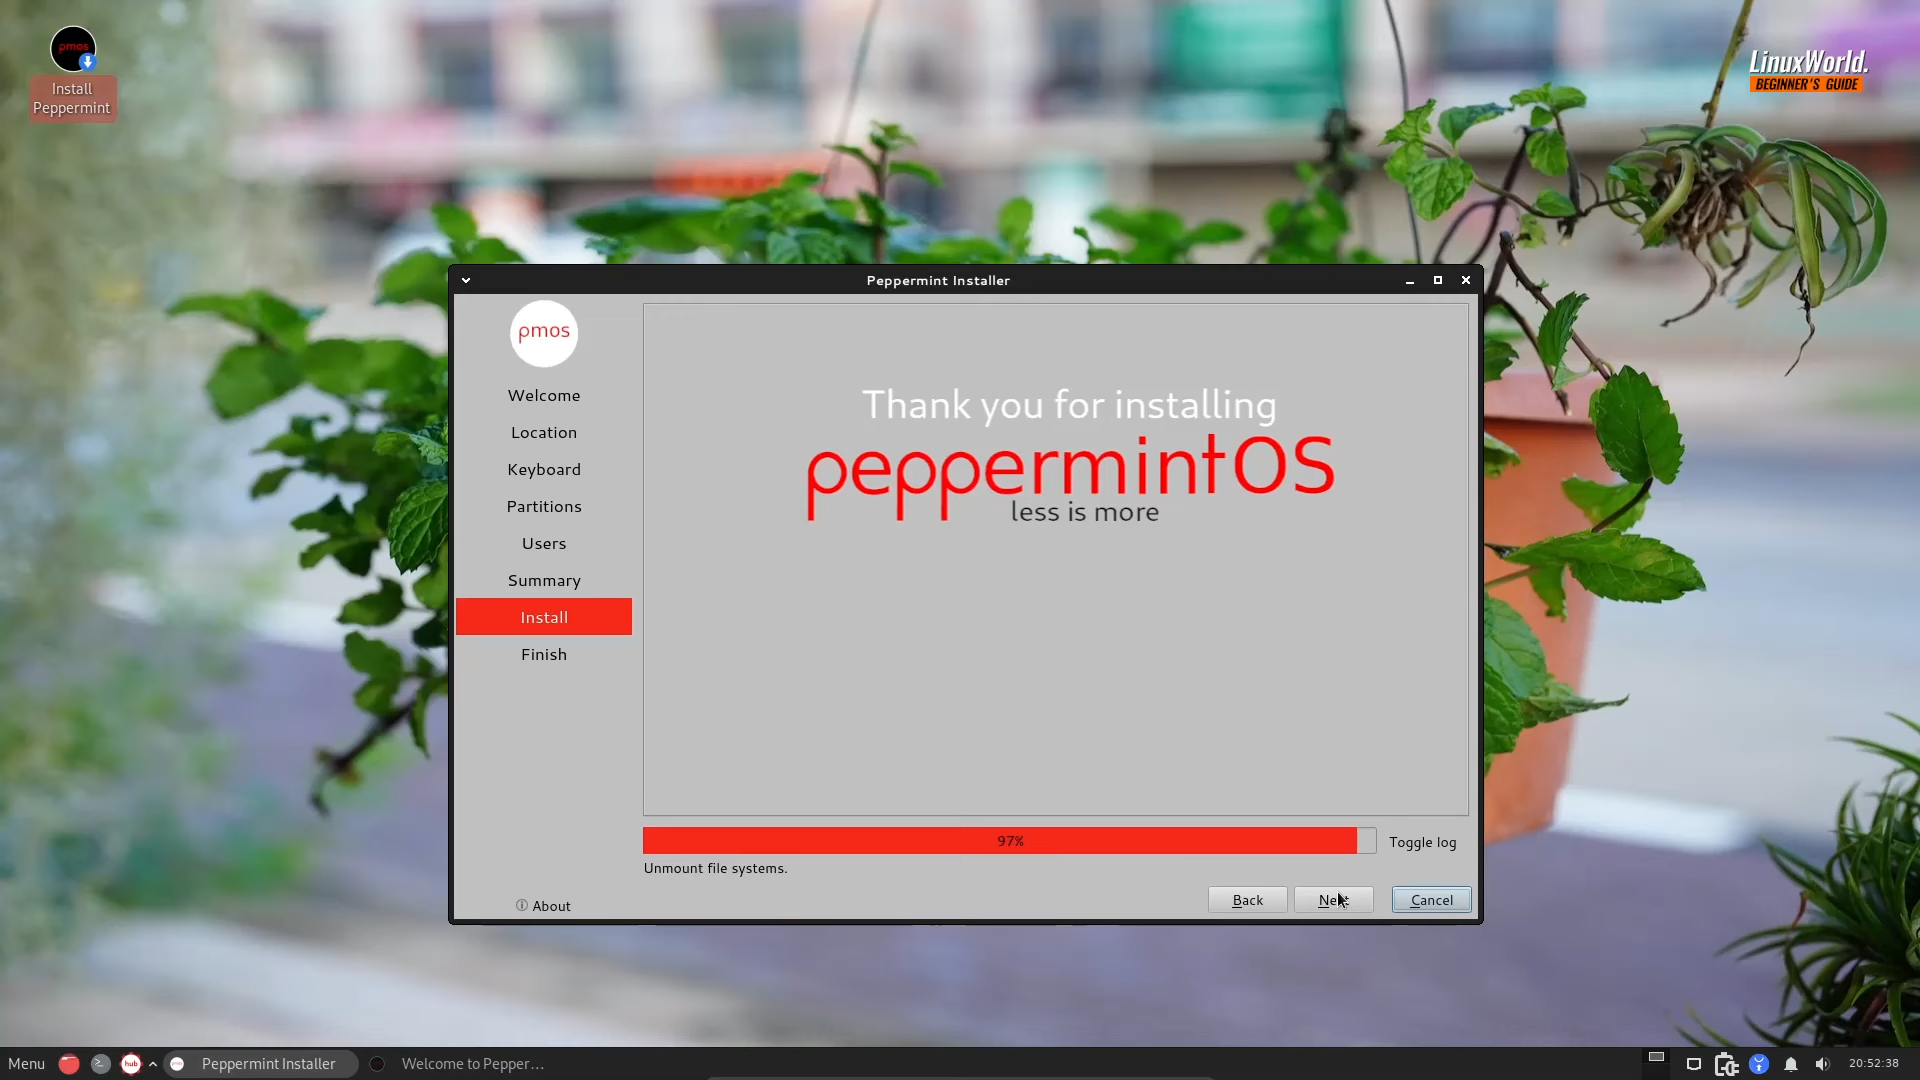 pmos
Install
Peppermint
LinuxWorld.
BEGINNER'S GUIDE
Peppermint Installer
pmos
Welcome
Location
Keyboard
Partitions
Users
Summary
Install
Finish
Thank you for installing
peppermintOS
less is more
97%
Toggle log
Unmount file systems.
About
Back
Cancel
Menu
hub
Peppermint Installer
Welcome to Pepper...
20:52:38